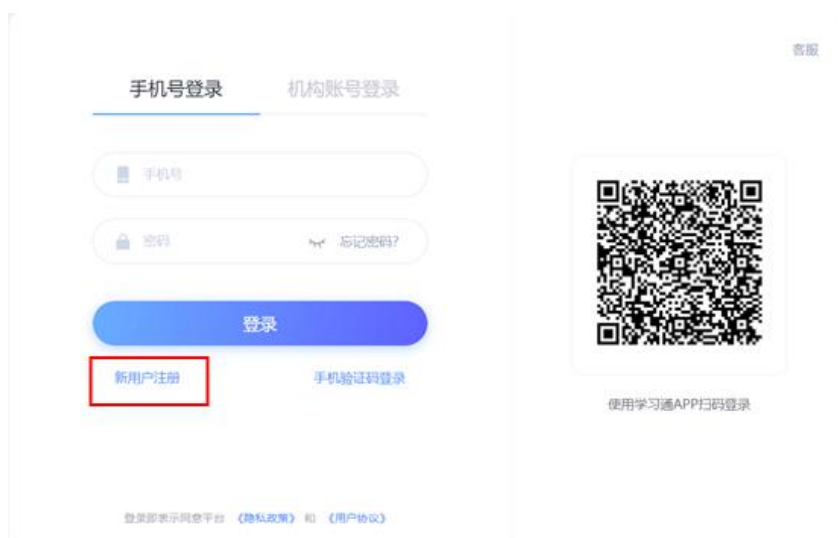 客服
手机号登录 机构账号登录
手机号
密码 忘记密码?
登录
新用户注册 手机验证码登录
使用学习通APP扫码登录
登录即表示同意平台 《隐私政策》 和 《用户协议》